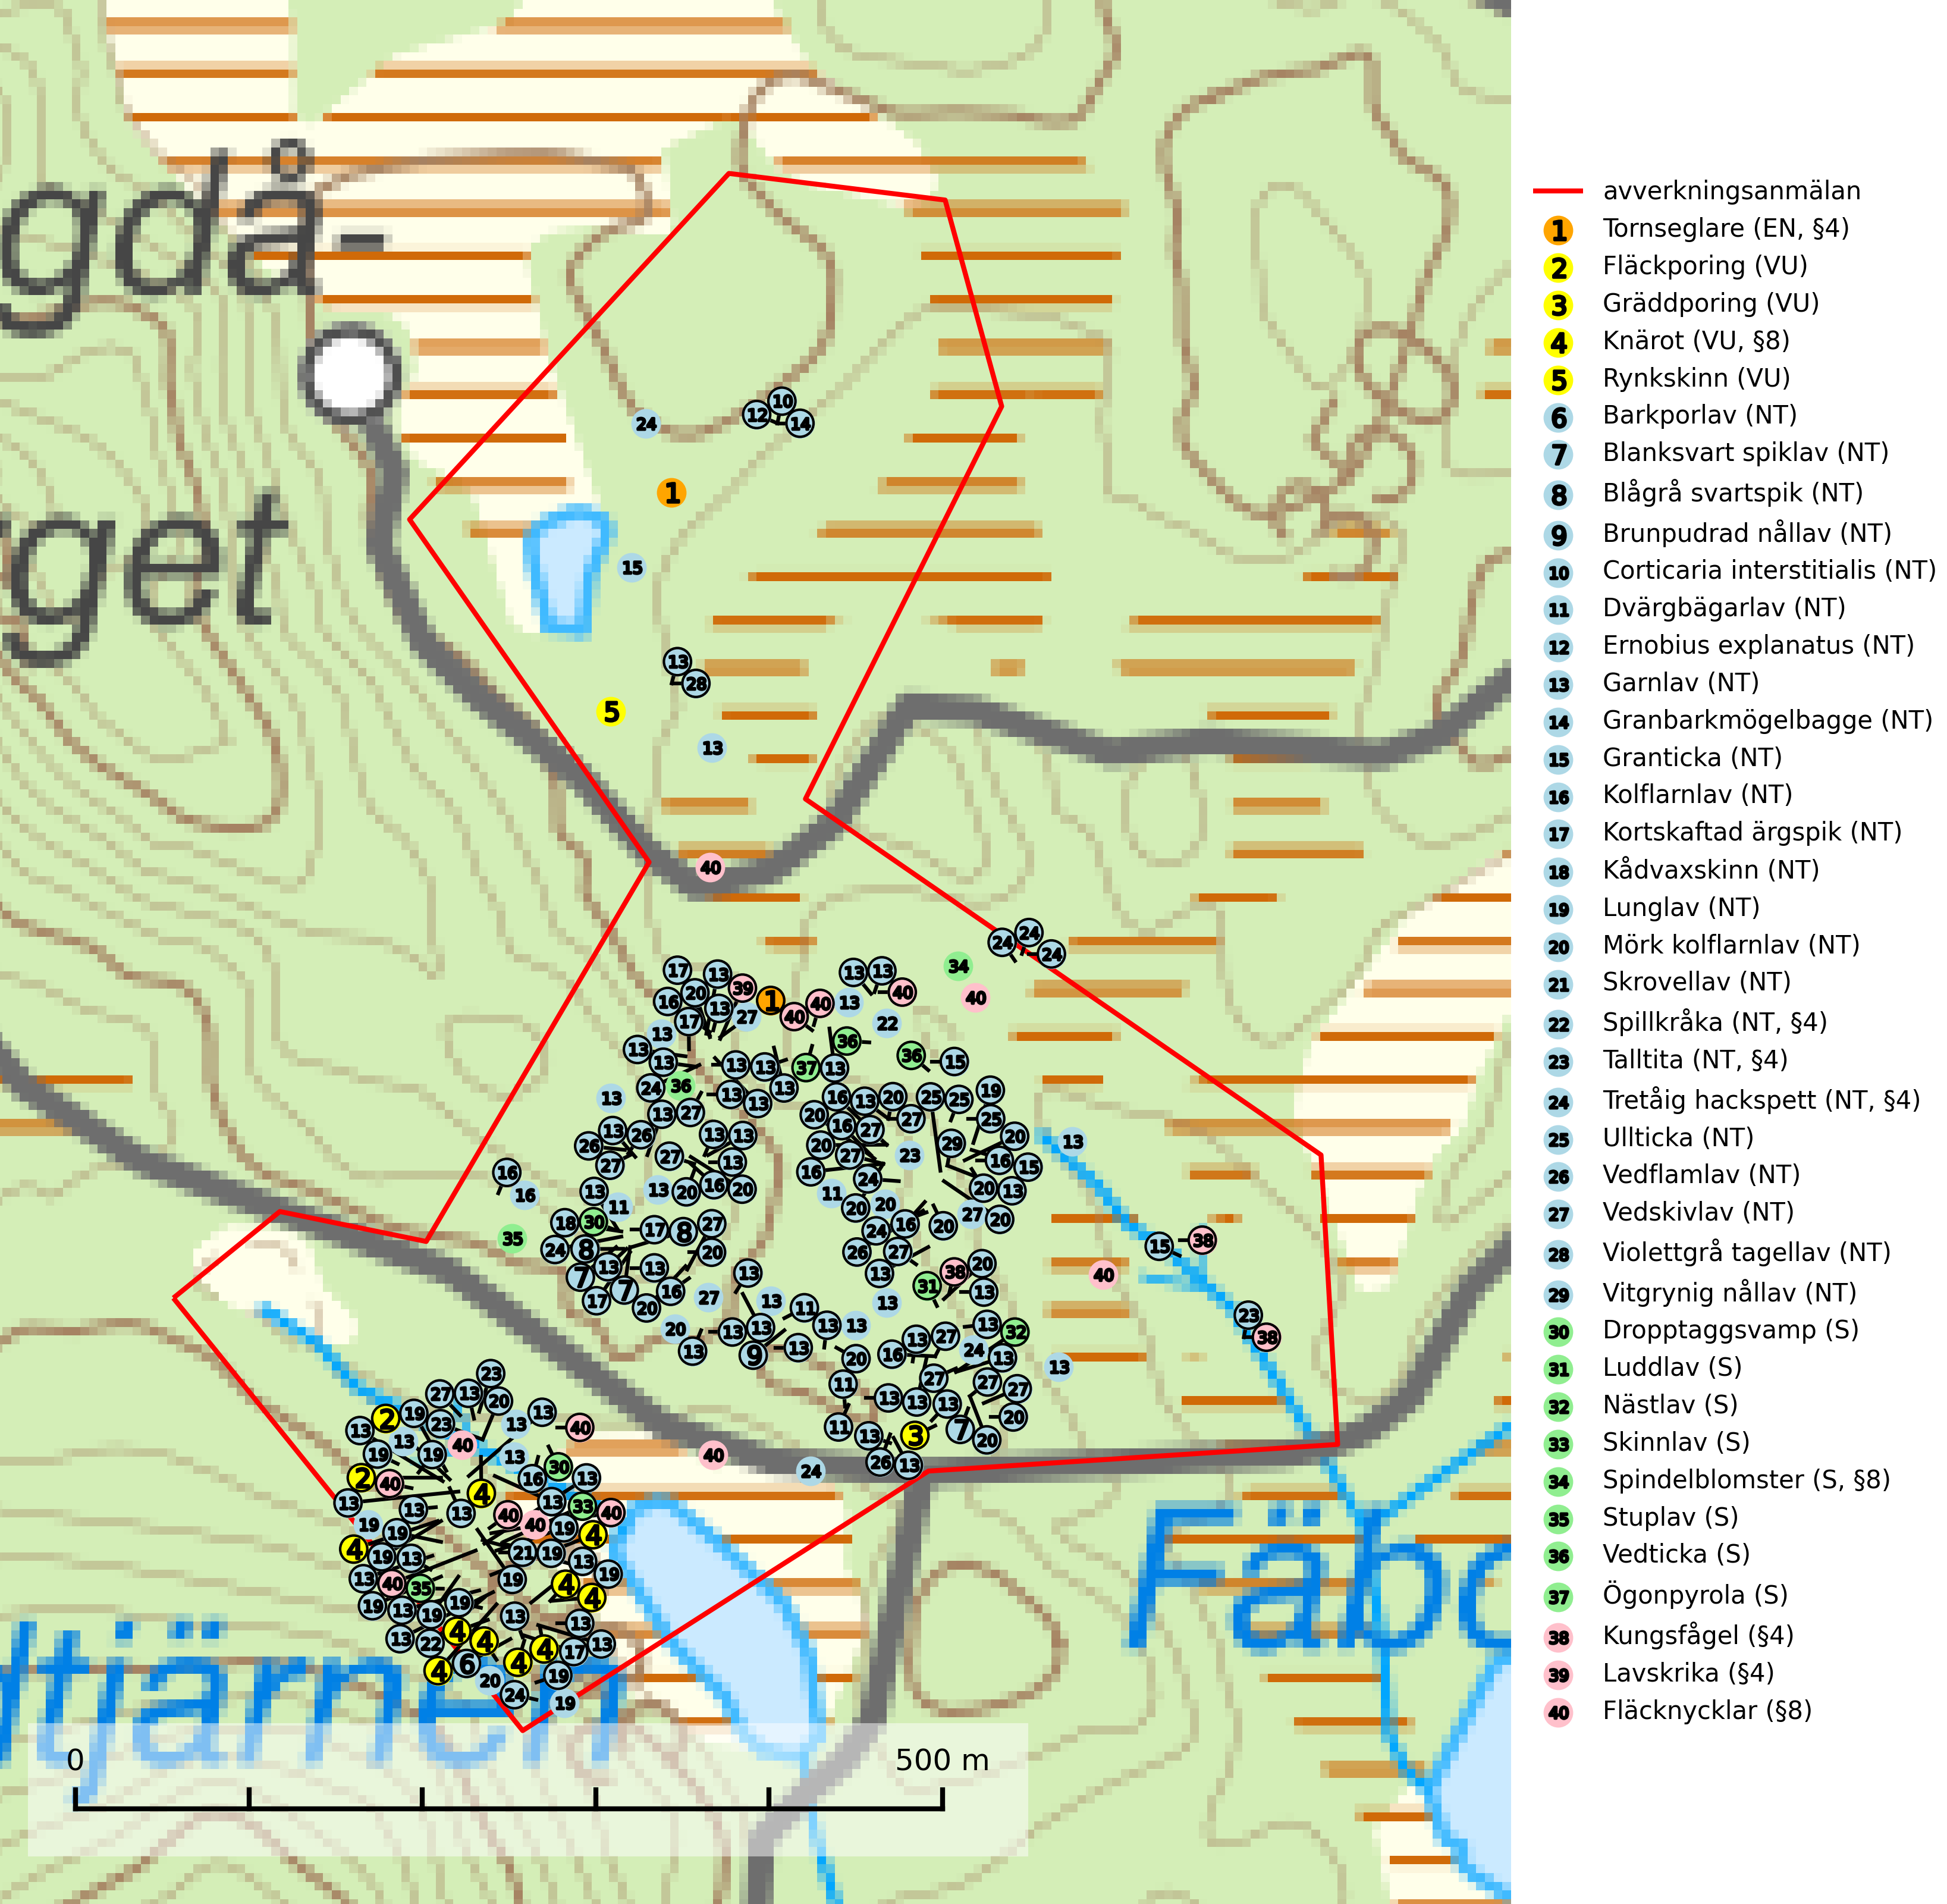 gdå-
get
ltjärnen
Fäbo
0 500 m
avverkningsanmälan
1 Tornseglare (EN, §4)
2 Fläckporing (VU)
3 Gräddporing (VU)
4 Knärot (VU, §8)
5 Rynkskinn (VU)
6 Barkporlav (NT)
7 Blanksvart spiklav (NT)
8 Blågrå svartspik (NT)
9 Brunpudrad nållav (NT)
10 Corticaria interstitialis (NT)
11 Dvärgbägarlav (NT)
12 Ernobius explanatus (NT)
13 Garnlav (NT)
14 Granbarkmögelbagge (NT)
15 Granticka (NT)
16 Kolflarnlav (NT)
17 Kortskaftad ärgspik (NT)
18 Kådvaxskinn (NT)
19 Lunglav (NT)
20 Mörk kolflarnlav (NT)
21 Skrovellav (NT)
22 Spillkråka (NT, §4)
23 Talltita (NT, §4)
24 Tretåig hackspett (NT, §4)
25 Ullticka (NT)
26 Vedflamlav (NT)
27 Vedskivlav (NT)
28 Violettgrå tagellav (NT)
29 Vitgrynig nållav (NT)
30 Dropptaggsvamp (S)
31 Luddlav (S)
32 Nästlav (S)
33 Skinnlav (S)
34 Spindelblomster (S, §8)
35 Stuplav (S)
36 Vedticka (S)
37 Ögonpyrola (S)
38 Kungsfågel (§4)
39 Lavskrika (§4)
40 Fläcknycklar (§8)